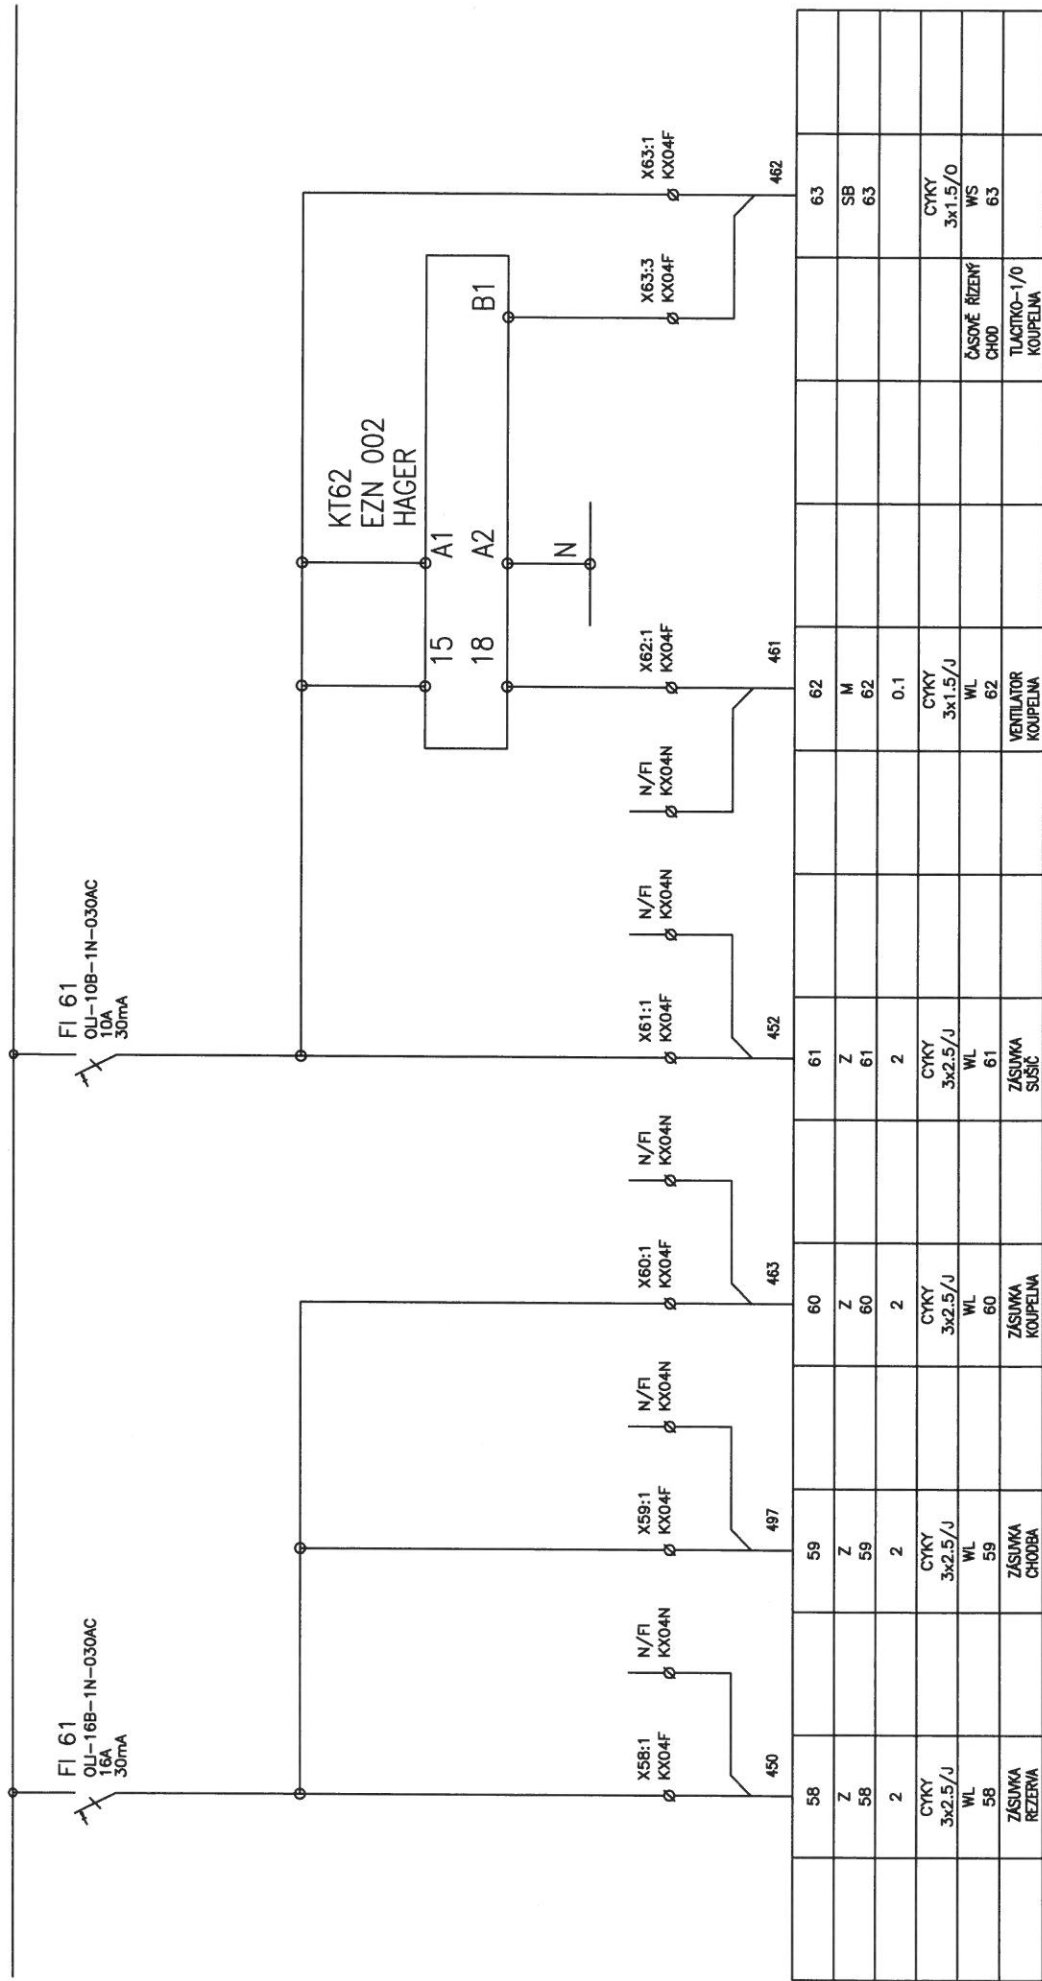 FI 61
OLI-16B-1N-030AC
16A
30mA
FI 61
OLI-10B-1N-030AC
10A
30mA
KT62
EZN 002
HAGER
15
A1
18
A2
B1
N
X58:1
KX04F
N/FI
KX04N
X59:1
KX04F
N/FI
KX04N
X60:1
KX04F
N/FI
KX04N
X61:1
KX04F
N/FI
KX04N
N/FI
KX04N
X62:1
KX04F
X63:3
KX04F
X63:1
KX04F
450
497
463
452
461
462
58
59
60
61
62
63
Z
58
Z
59
Z
60
Z
61
M
62
SB
63
2
2
2
2
0.1
CYKY
3x2.5/J
CYKY
3x2.5/J
CYKY
3x2.5/J
CYKY
3x2.5/J
CYKY
3x1.5/J
CYKY
3x1.5/O
WL
58
WL
59
WL
60
WL
61
WL
62
ČASOVĚ ŘÍZENÝ
CHOD
WS
63
ZÁSUVKA
REZERVA
ZÁSUVKA
CHODBA
ZÁSUVKA
KOUPELNA
ZÁSUVKA
SUŠIČ
VENTILATOR
KOUPELNA
TLACITKO-1/0
KOUPELNA